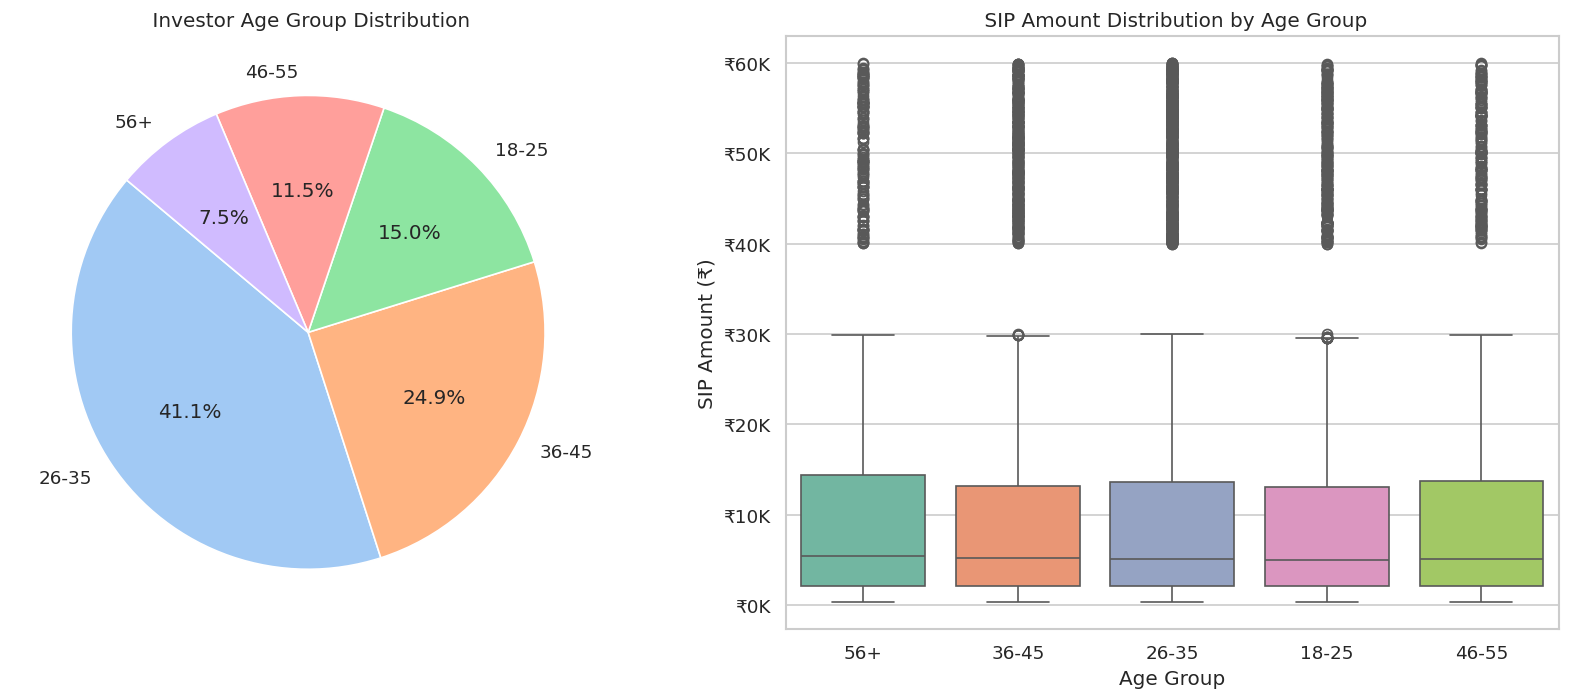 Investor Age Group Distribution
46-55
56+
18-25
11.5%
7.5%
15.0%
41.1%
24.9%
26-35
36-45
SIP Amount Distribution by Age Group
₹60K
₹50K
₹40K
₹30K
₹20K
₹10K
₹0K
SIP Amount (₹)
56+ 36-45 26-35 18-25 46-55
Age Group